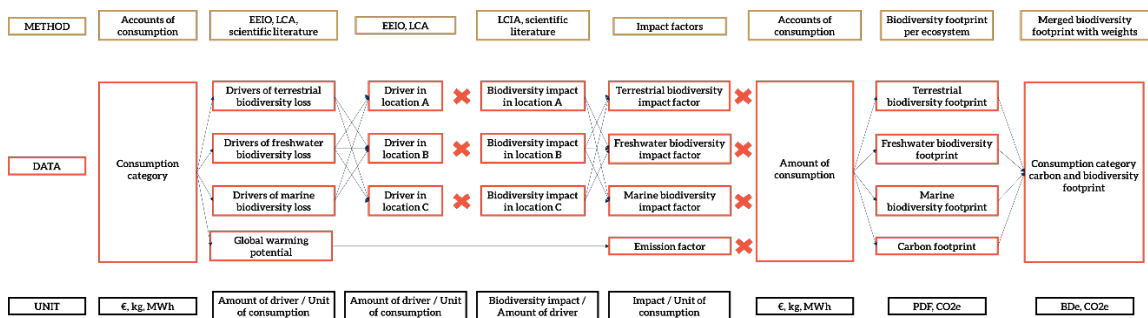 METHOD
Accounts of
consumption
EEIO, LCA,
scientific literature
EEIO, LCA
LCIA, scientific
literature
Impact factors
Accounts of
consumption
Biodiversity footprint
per ecosystem
Merged biodiversity
footprint with weights
DATA
Consumption
category
Drivers of terrestrial
biodiversity loss
Drivers of freshwater
biodiversity loss
Drivers of marine
biodiversity loss
Global warming
potential
Driver in
location A
Driver in
location B
Driver in
location C
Biodiversity impact
in location A
Biodiversity impact
in location B
Biodiversity impact
in location C
Terrestrial biodiversity
impact factor
Freshwater biodiversity
impact factor
Marine biodiversity
impact factor
Emission factor
Amount of
consumption
Terrestrial
biodiversity footprint
Freshwater biodiversity
footprint
Marine
biodiversity footprint
Carbon footprint
Consumption category
carbon and biodiversity
footprint
UNIT
€, kg, MWh
Amount of driver / Unit
of consumption
Amount of driver / Unit
of consumption
Biodiversity impact /
Amount of driver
Impact / Unit of
consumption
€, kg, MWh
PDF, CO2e
BDe, CO2e